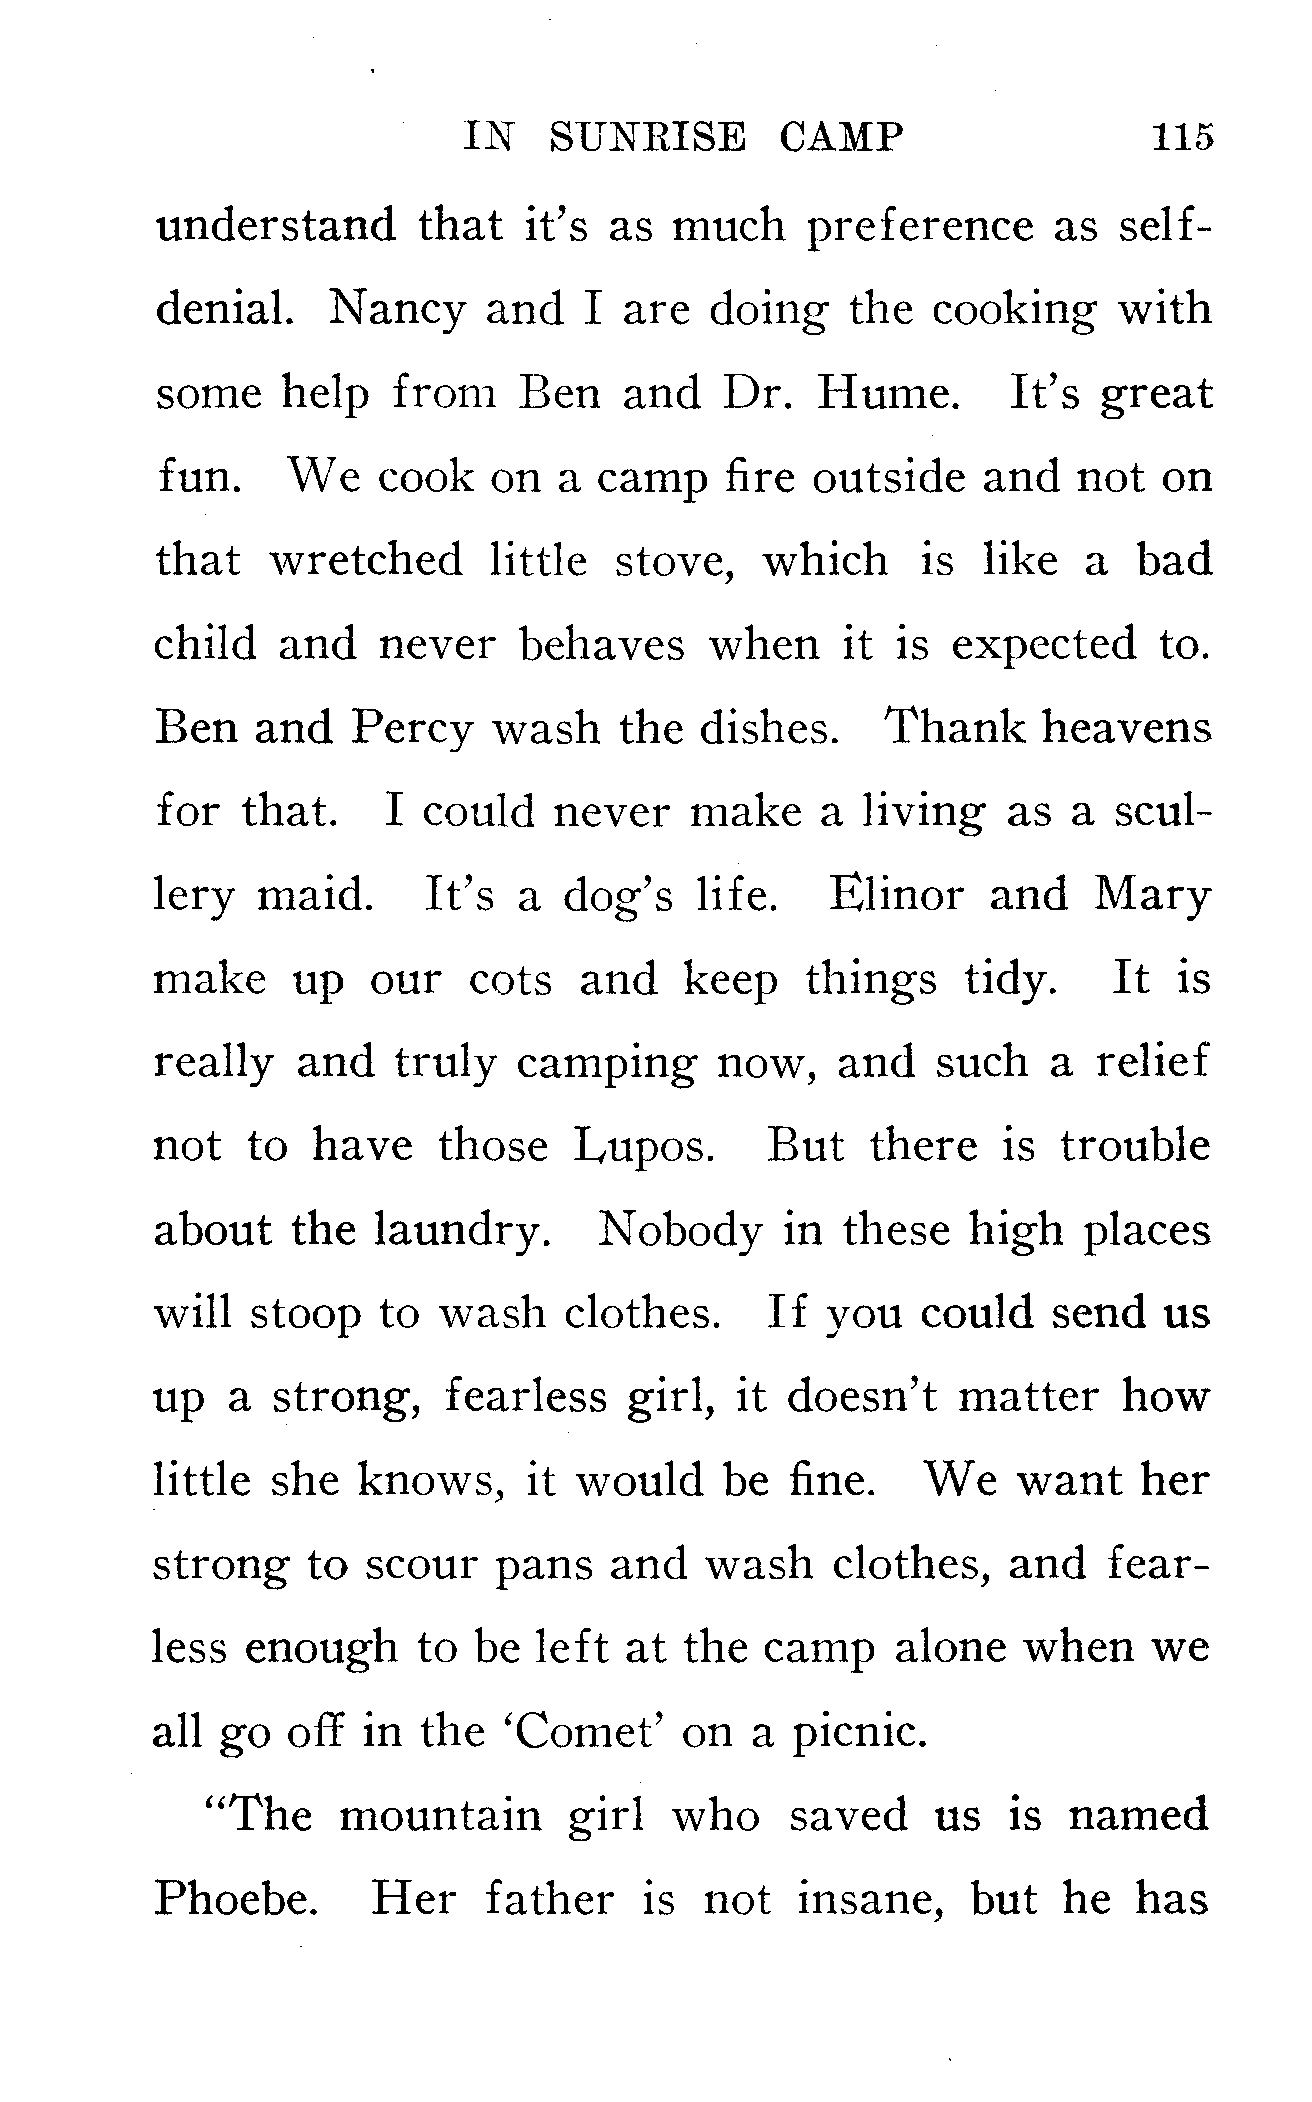 IN SUNRISE CAMP 115
understand that it's as much preference as self-
denial. Nancy and I are doing the cooking with
some help from Ben and Dr. Hume. It's great
fun. We cook on a camp fire outside and not on
that wretched little stove, which is like a bad
child and never behaves when it is expected to.
Ben and Percy wash the dishes. Thank heavens
for that. I could never make a living as a scul-
lery maid. It's a dog's life. Elinor and Mary
make up our cots and keep things tidy. It is
really and truly camping now, and such a relief
not to have those Lupos. But there is trouble
about the laundry. Nobody in these high places
will stoop to wash clothes. If you could send us
up a strong, fearless girl, it doesn't matter how
little she knows, it would be fine. We want her
strong to scour pans and wash clothes, and fear-
less enough to be left at the camp alone when we
all go off in the 'Comet' on a picnic.
"The mountain girl who saved us is named
Phoebe. Her father is not insane, but he has